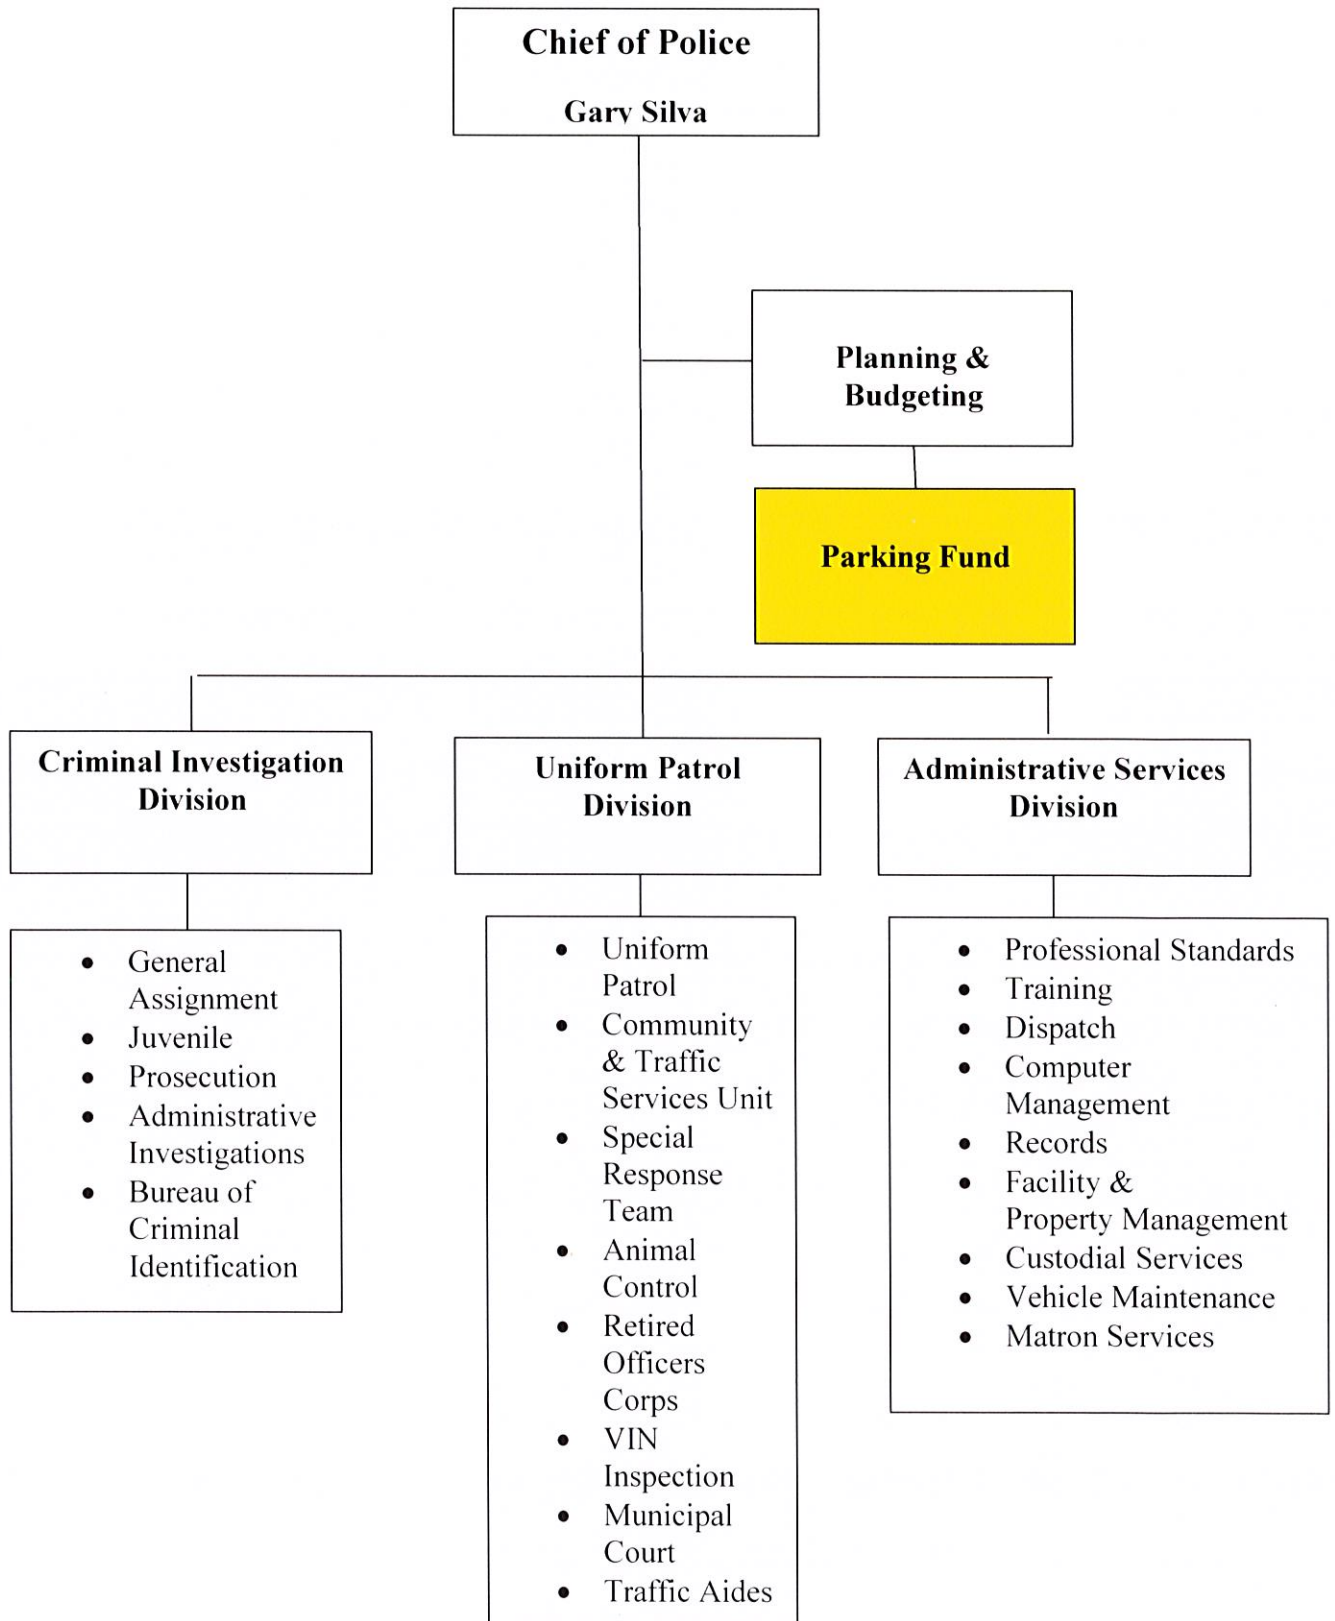 Chief of Police
Gary Silva
Planning &
Budgeting
Parking Fund
Criminal Investigation
Division
Uniform Patrol
Division
Administrative Services
Division
• General
Assignment
• Juvenile
• Prosecution
• Administrative
Investigations
• Bureau of
Criminal
Identification
• Uniform
Patrol
• Community
& Traffic
Services Unit
• Special
Response
Team
• Animal
Control
• Retired
Officers
Corps
• VIN
Inspection
• Municipal
Court
• Traffic Aides
• Professional Standards
• Training
• Dispatch
• Computer
Management
• Records
• Facility &
Property Management
• Custodial Services
• Vehicle Maintenance
• Matron Services